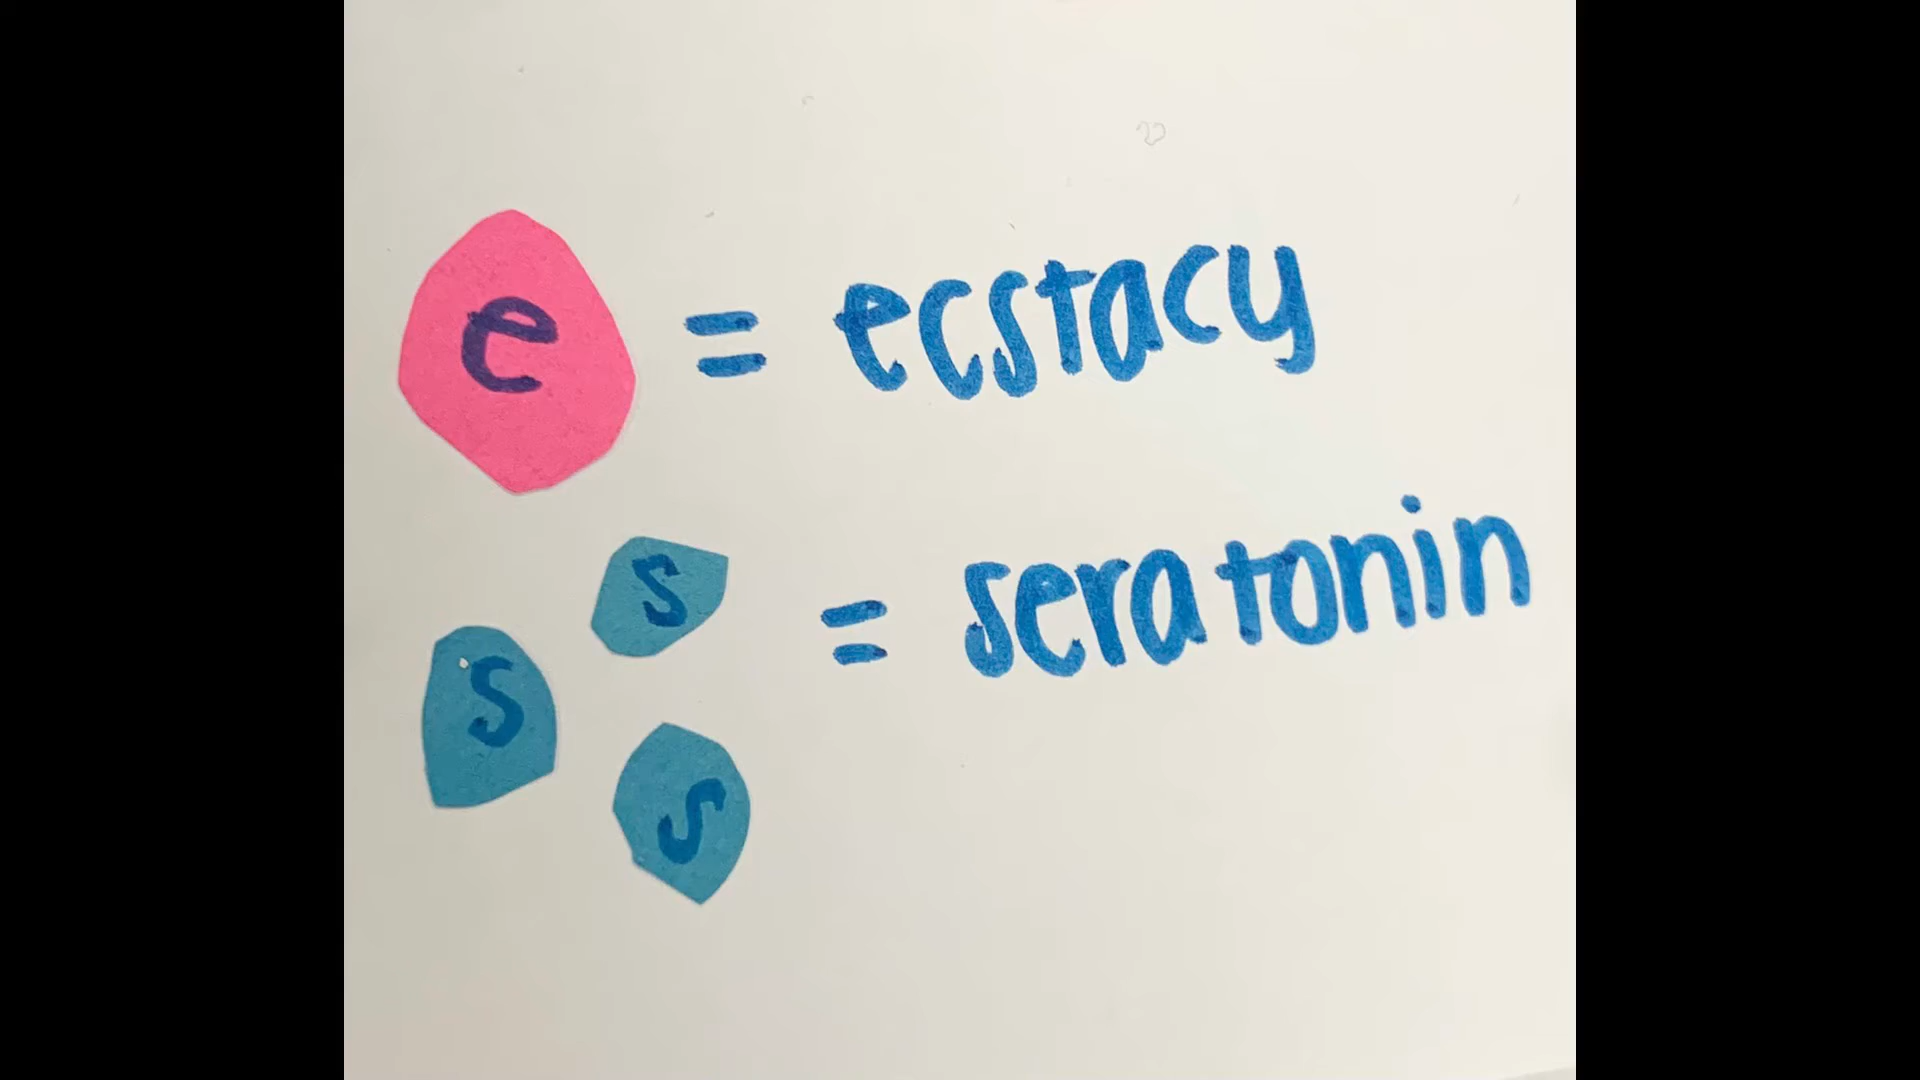 e = ecstacy
s
s = seratonin
s